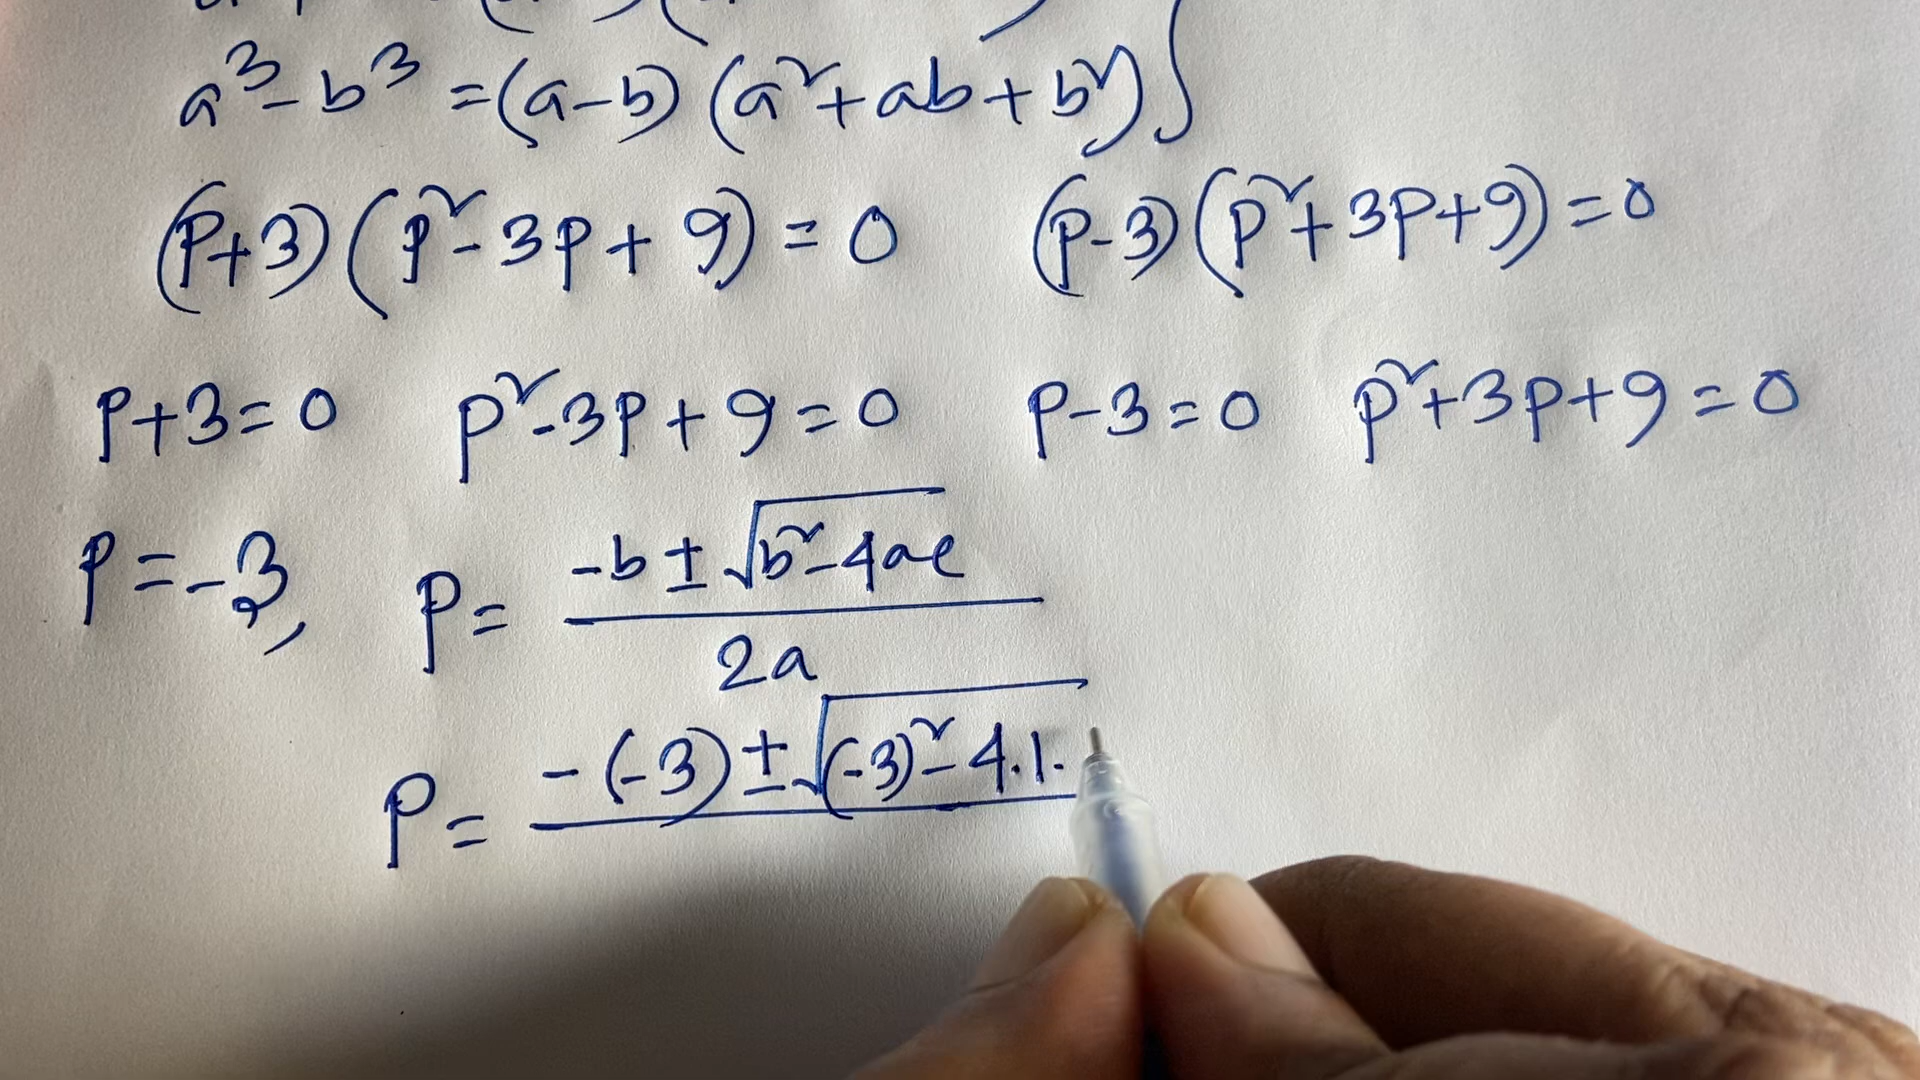 a³-b³ = (a-b) (a²+ab+b²)
(P+3)(p²-3p+9)=0 (p-3)(p²+3p+9)=0
p+3=0 p²-3p+9=0 p-3=0 p²+3p+9=0
p=-3, p= -b±√b²-4ac / 2a
p= -(-3)±√(-3)²-4.1.